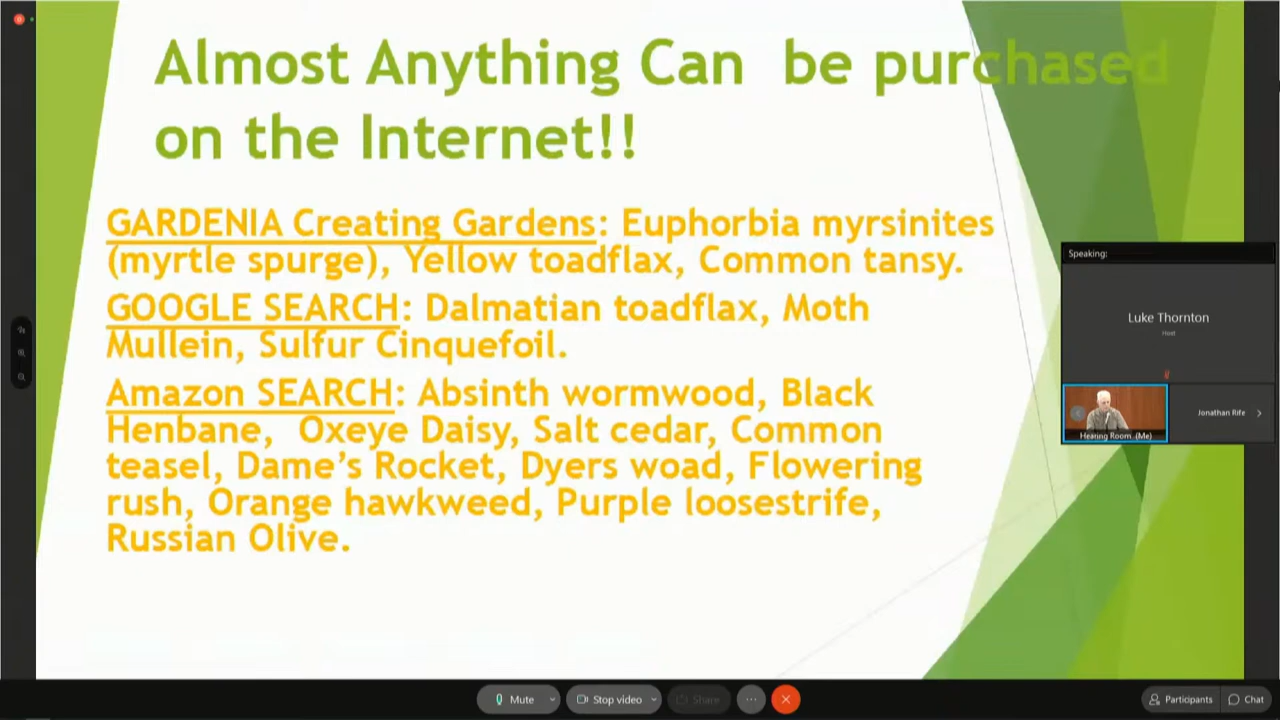 Almost Anything Can be purchased
on the Internet!!
GARDENIA Creating Gardens: Euphorbia myrsinites
(myrtle spurge), Yellow toadflax, Common tansy.
GOOGLE SEARCH: Dalmatian toadflax, Moth
Mullein, Sulfur Cinquefoil.
Amazon SEARCH: Absinth wormwood, Black
Henbane, Oxeye Daisy, Salt cedar, Common
teasel, Dame's Rocket, Dyers woad, Flowering
rush, Orange hawkweed, Purple loosestrife,
Russian Olive.
Speaking:
Luke Thornton
Host
Hearing Room (Me)
Jonathan Rife
Mute
Stop video
Share
Participants
Chat